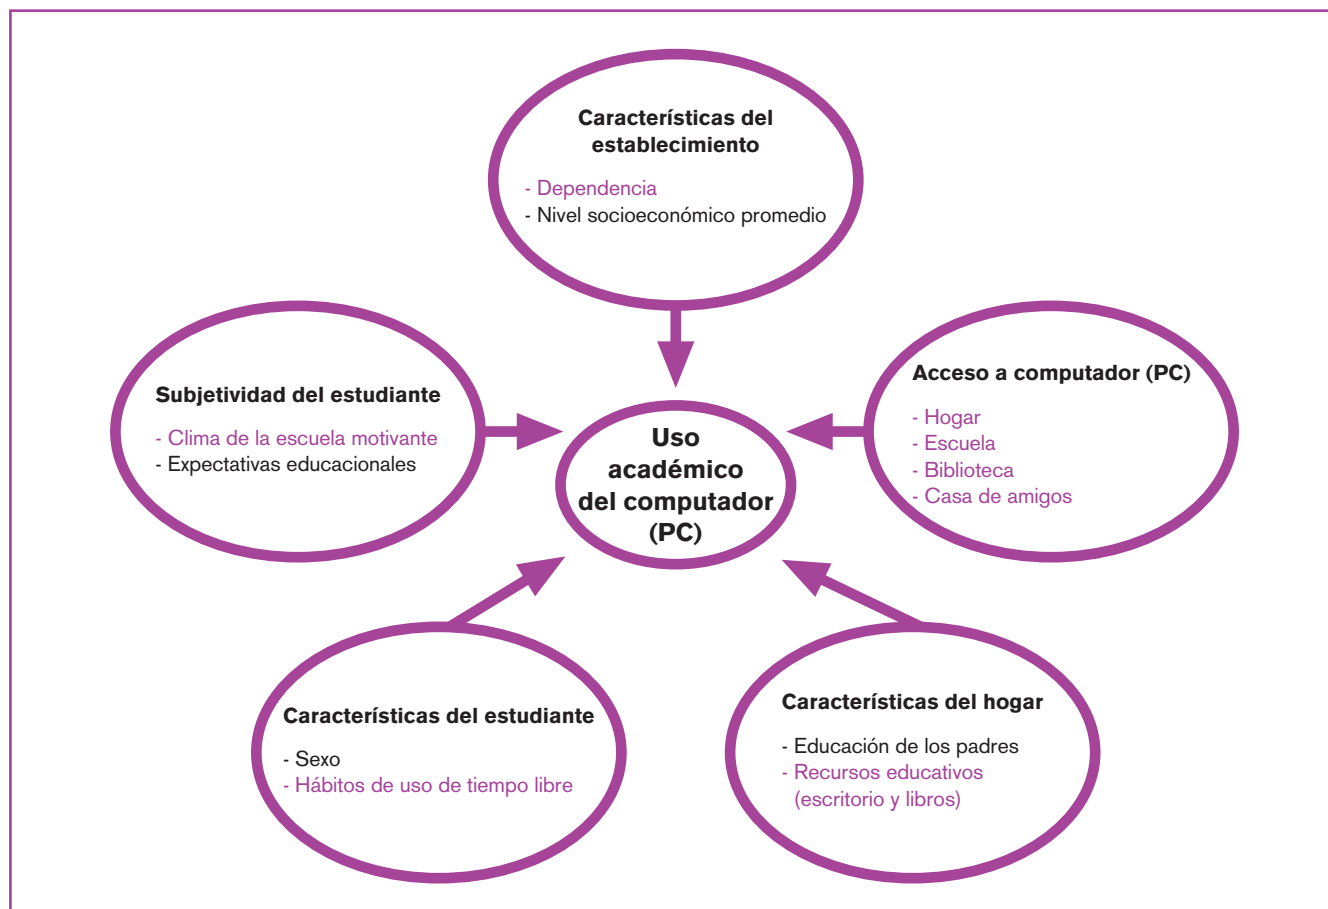 Características del
establecimiento
- Dependencia
- Nivel socioeconómico promedio
Subjetividad del estudiante
- Clima de la escuela motivante
- Expectativas educacionales
Acceso a computador (PC)
- Hogar
- Escuela
- Biblioteca
- Casa de amigos
Uso
académico
del computador
(PC)
Características del estudiante
- Sexo
- Hábitos de uso de tiempo libre
Características del hogar
- Educación de los padres
- Recursos educativos
(escritorio y libros)